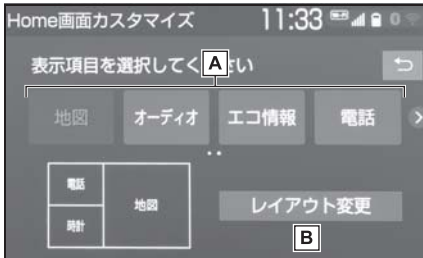 Home画面カスタマイズ 11:33 0
表示項目を選択してく A さい
地図 オーディオ エコ情報 電話
電話 地図
時計
レイアウト変更
B